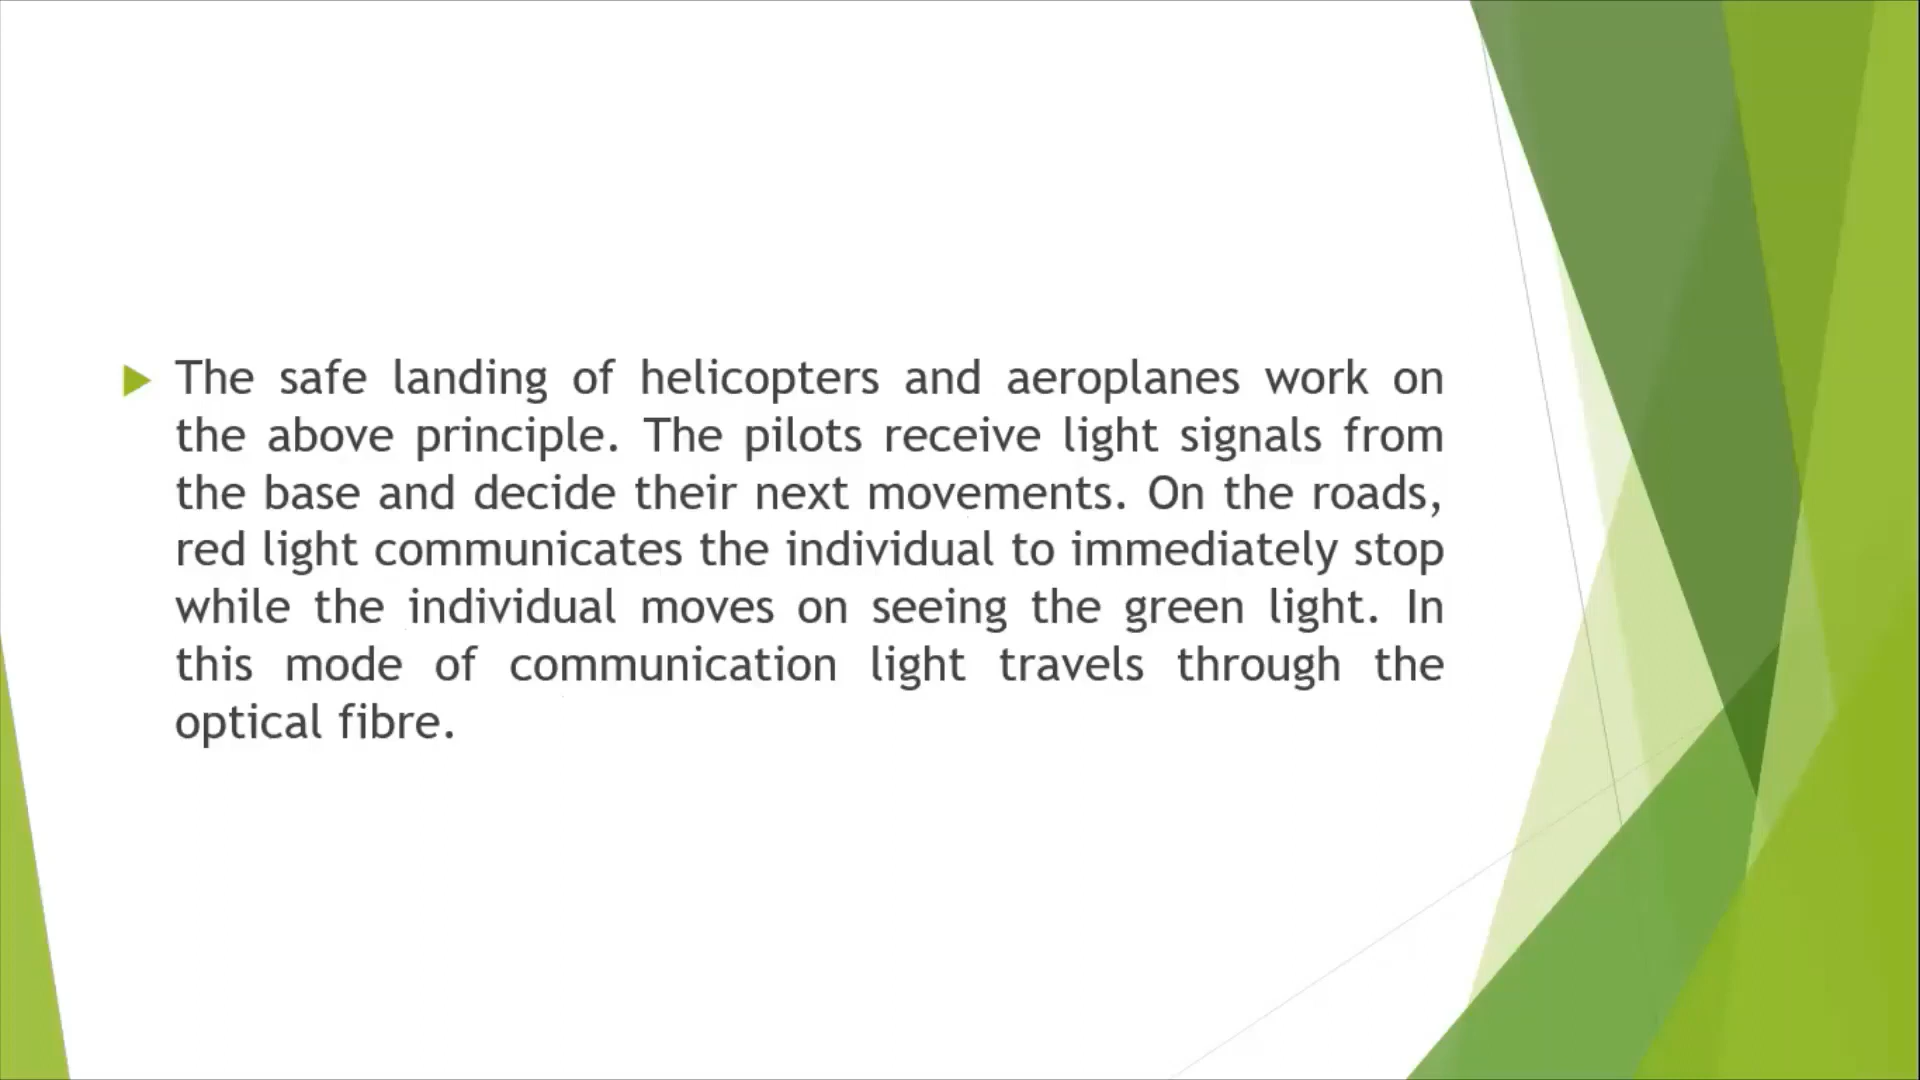 The safe landing of helicopters and aeroplanes work on
the above principle. The pilots receive light signals from
the base and decide their next movements. On the roads,
red light communicates the individual to immediately stop
while the individual moves on seeing the green light. In
this mode of communication light travels through the
optical fibre.